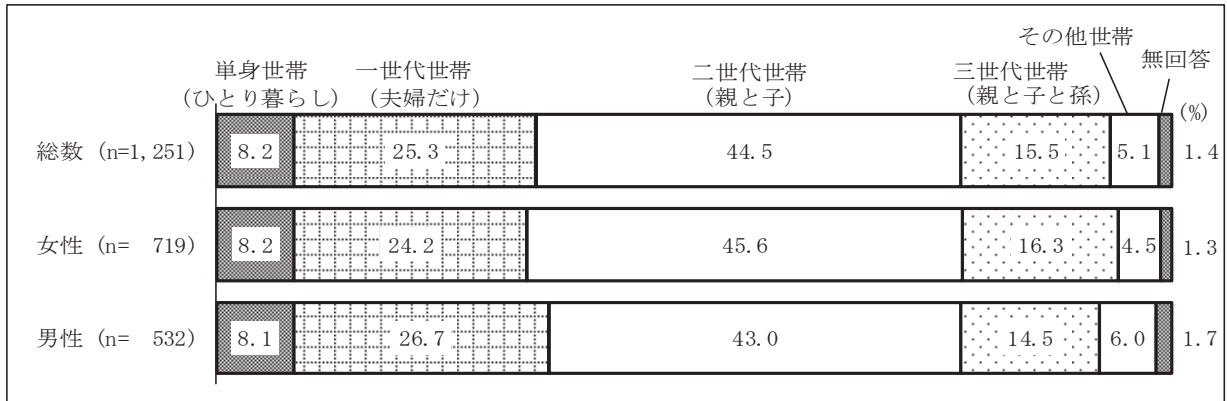 その他世帯
無回答
単身世帯
(ひとり暮らし)
一世代世帯
(夫婦だけ)
二世代世帯
(親と子)
三世代世帯
(親と子と孫)
(%)
総数 (n=1,251) 8.2 25.3 44.5 15.5 5.1 1.4
女性 (n= 719) 8.2 24.2 45.6 16.3 4.5 1.3
男性 (n= 532) 8.1 26.7 43.0 14.5 6.0 1.7